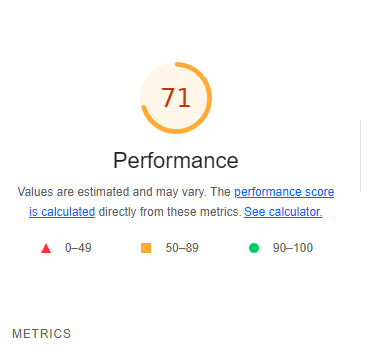 71
Performance
Values are estimated and may vary. The performance score
is calculated directly from these metrics. See calculator.
0–49 50–89 90–100
METRICS